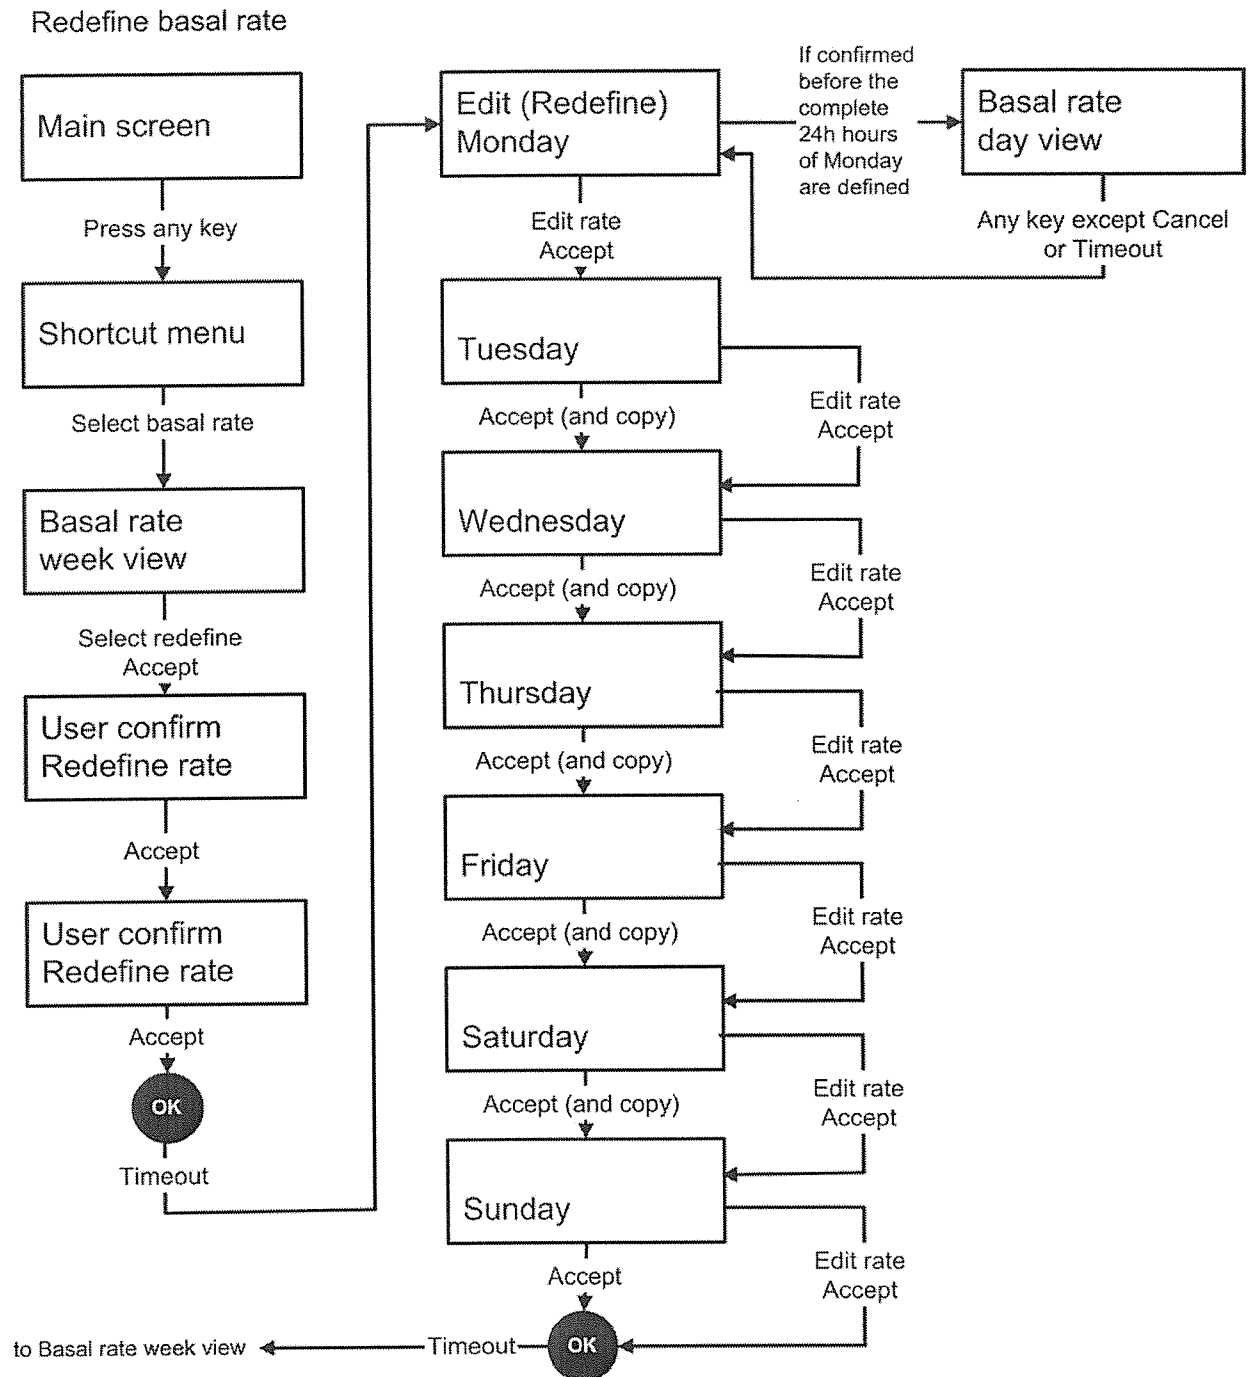 Redefine basal rate
Main screen
Press any key
Shortcut menu
Select basal rate
Basal rate
week view
Select redefine
Accept
User confirm
Redefine rate
Accept
User confirm
Redefine rate
Accept
OK
Timeout
Edit (Redefine)
Monday
If confirmed
before the
complete
24h hours
of Monday
are defined
Basal rate
day view
Any key except Cancel
or Timeout
Edit rate
Accept
Tuesday
Edit rate
Accept
Accept (and copy)
Wednesday
Edit rate
Accept
Accept (and copy)
Thursday
Edit rate
Accept
Accept (and copy)
Friday
Edit rate
Accept
Accept (and copy)
Saturday
Edit rate
Accept
Accept (and copy)
Sunday
Edit rate
Accept
Accept
OK
Timeout
to Basal rate week view